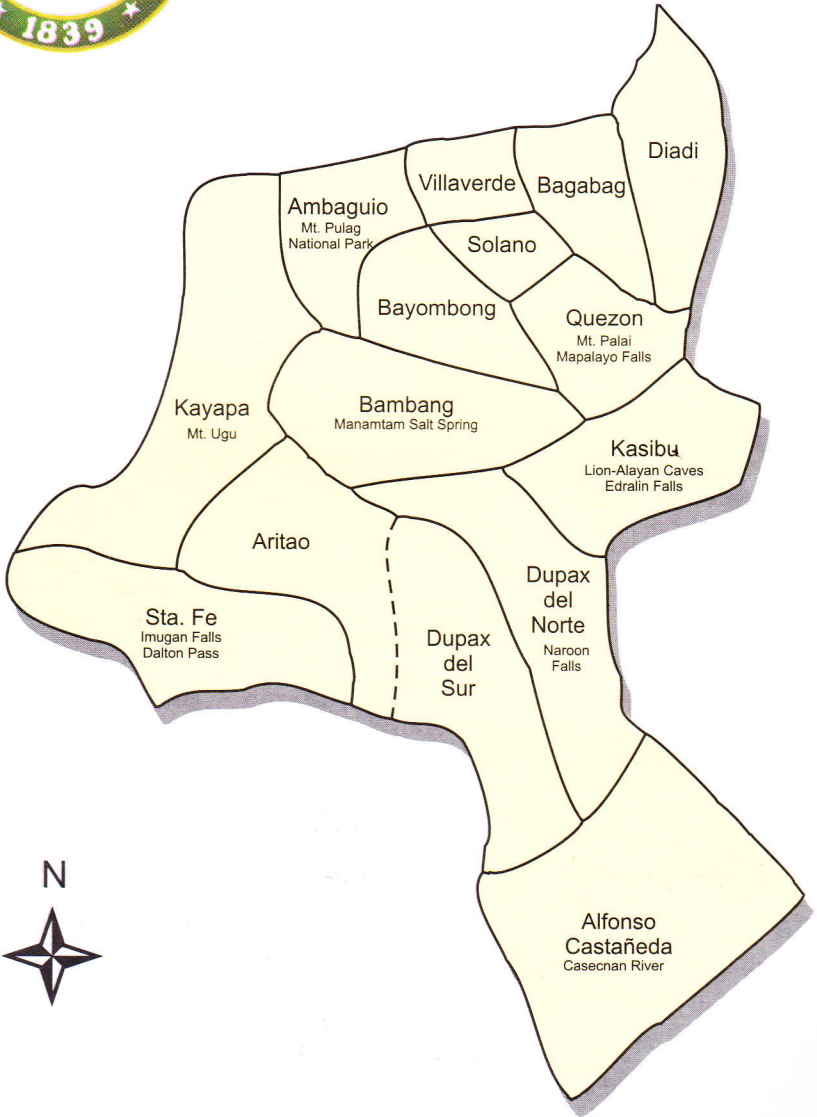 1839
Diadi
Villaverde
Bagabag
Ambaguio
Mt. Pulag
National Park
Solano
Bayombong
Quezon
Mt. Palai
Mapalayo Falls
Kayapa
Mt. Ugu
Bambang
Manamtam Salt Spring
Kasibu
Lion-Alayan Caves
Edralin Falls
Aritao
Dupax
del
Norte
Naroon
Falls
Sta. Fe
Imugan Falls
Dalton Pass
Dupax
del
Sur
N
Alfonso
Castañeda
Casecnan River